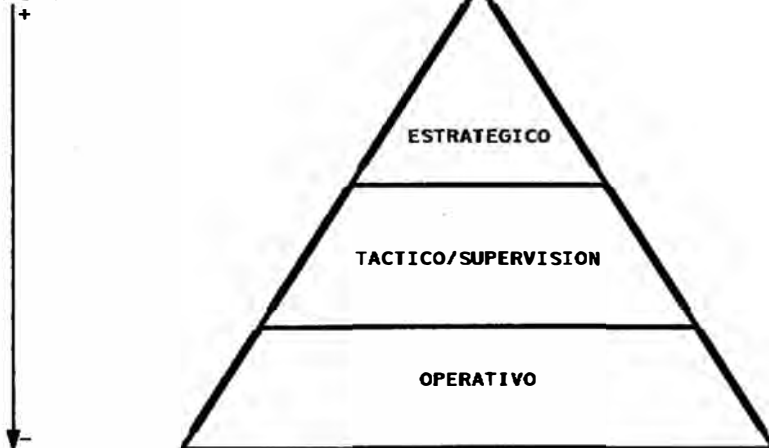 +
ESTRATEGICO
TACTICO/SUPERVISION
OPERATIVO
-